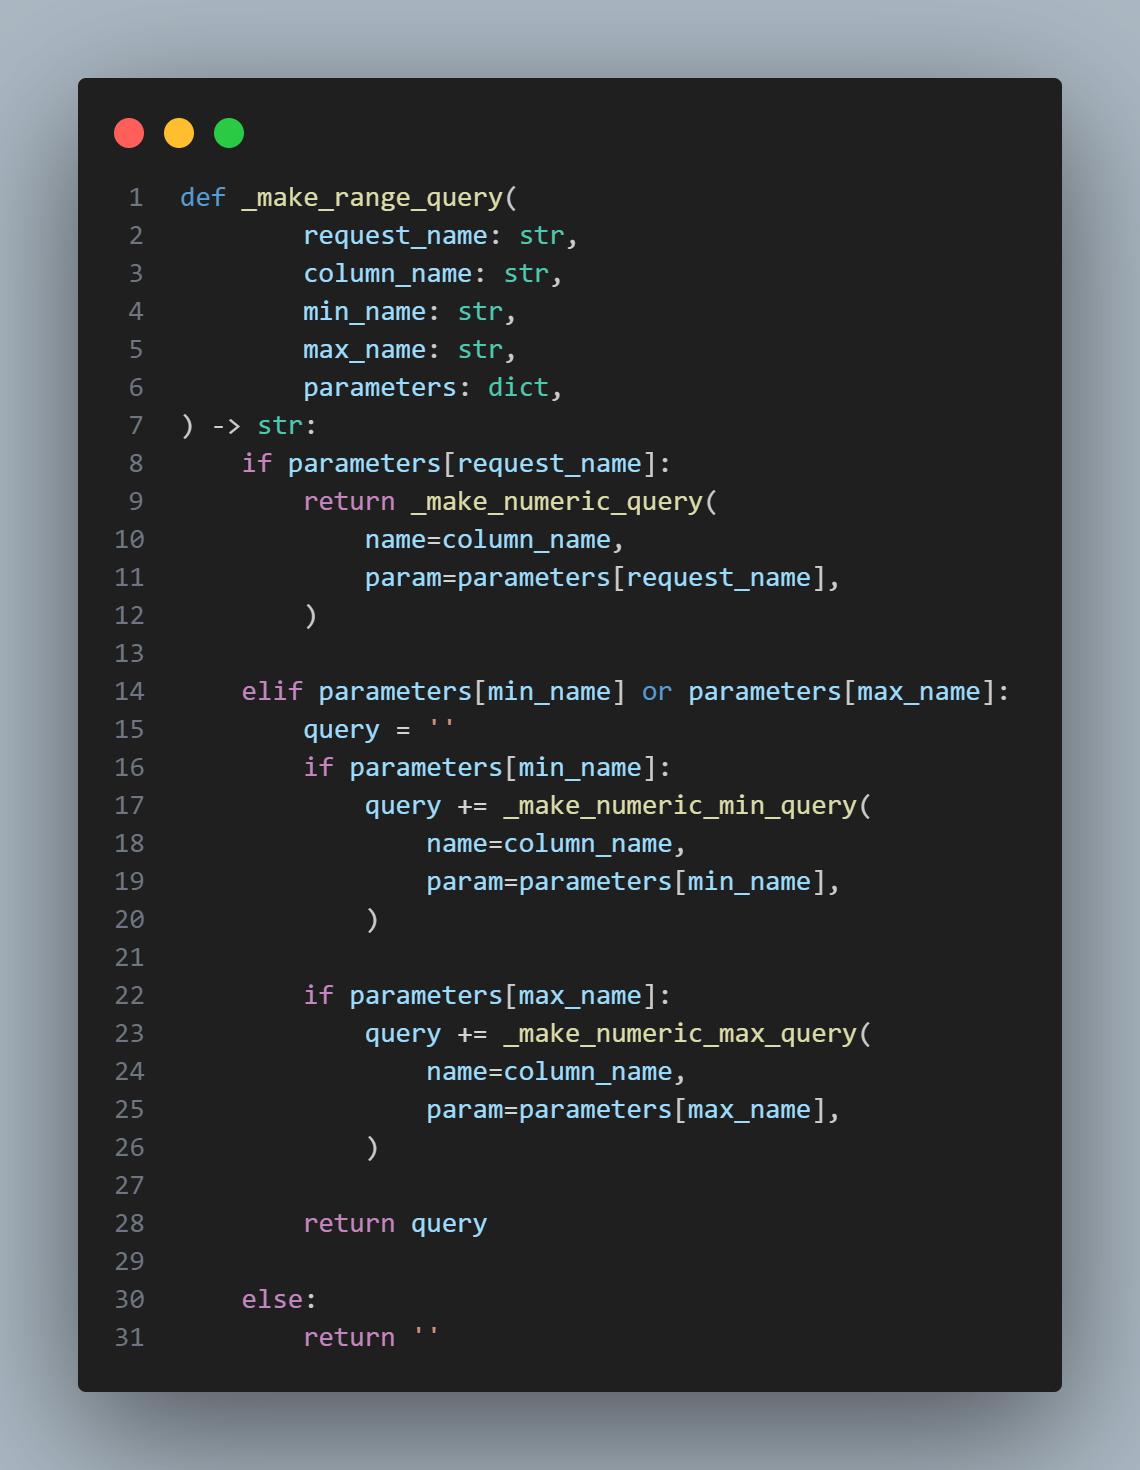 1 def _make_range_query(
2         request_name: str,
3         column_name: str,
4         min_name: str,
5         max_name: str,
6         parameters: dict,
7 ) -> str:
8     if parameters[request_name]:
9         return _make_numeric_query(
10             name=column_name,
11             param=parameters[request_name],
12         )
13
14     elif parameters[min_name] or parameters[max_name]:
15         query = ''
16         if parameters[min_name]:
17             query += _make_numeric_min_query(
18                 name=column_name,
19                 param=parameters[min_name],
20             )
21
22         if parameters[max_name]:
23             query += _make_numeric_max_query(
24                 name=column_name,
25                 param=parameters[max_name],
26             )
27
28         return query
29
30     else:
31         return ''